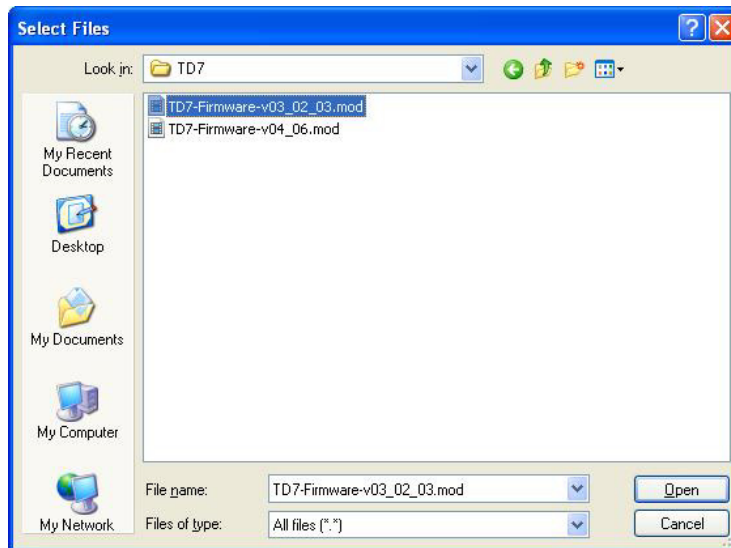 Select Files
Look in:
TD7
TD7-Firmware-v03_02_03.mod
TD7-Firmware-v04_06.mod
My Recent
Documents
Desktop
My Documents
My Computer
My Network
File name:
TD7-Firmware-v03_02_03.mod
Open
Files of type:
All files (*.*)
Cancel